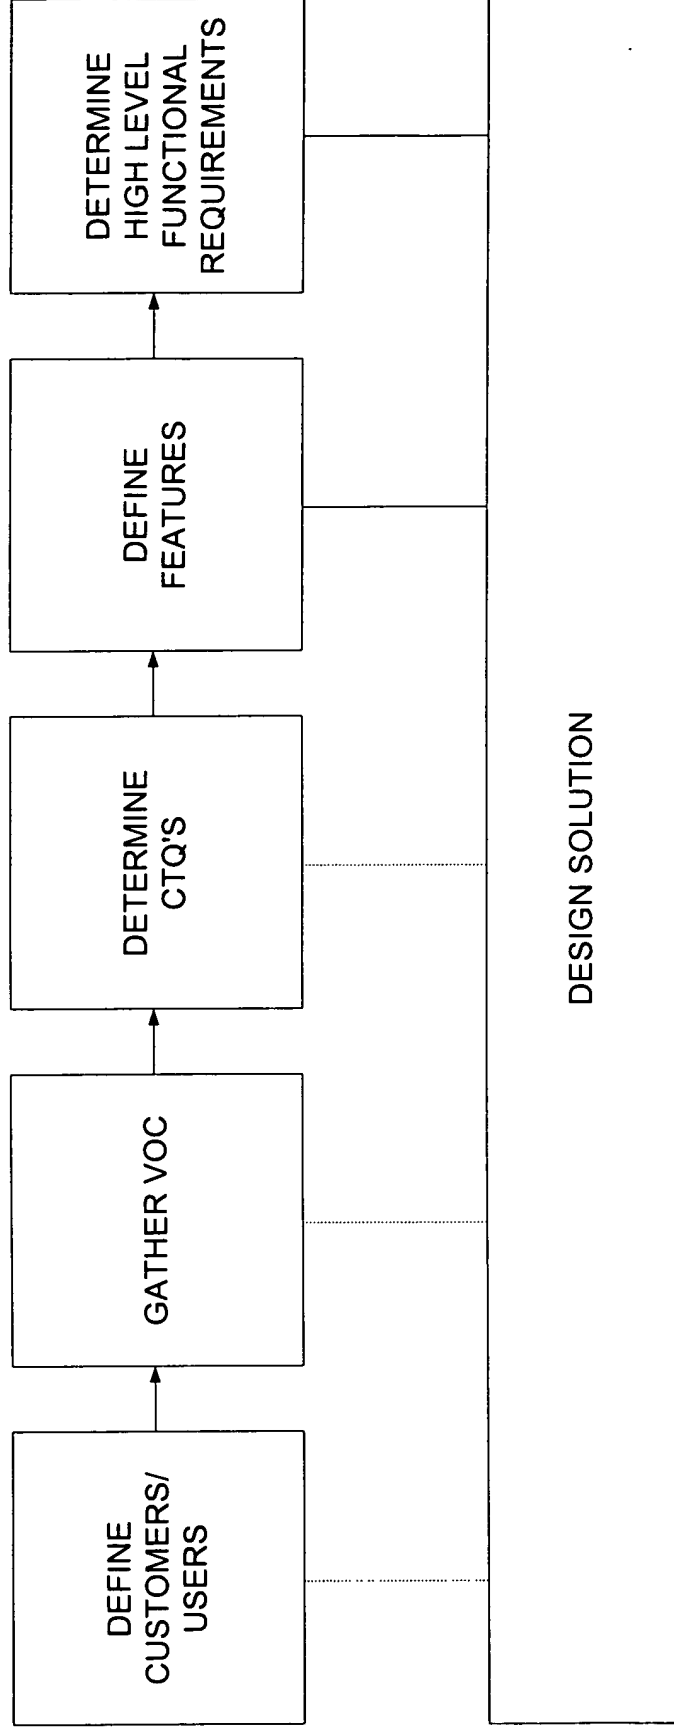 DEFINE
CUSTOMERS/
USERS
GATHER VOC
DETERMINE
CTQ'S
DEFINE
FEATURES
DETERMINE
HIGH LEVEL
FUNCTIONAL
REQUIREMENTS
DESIGN SOLUTION